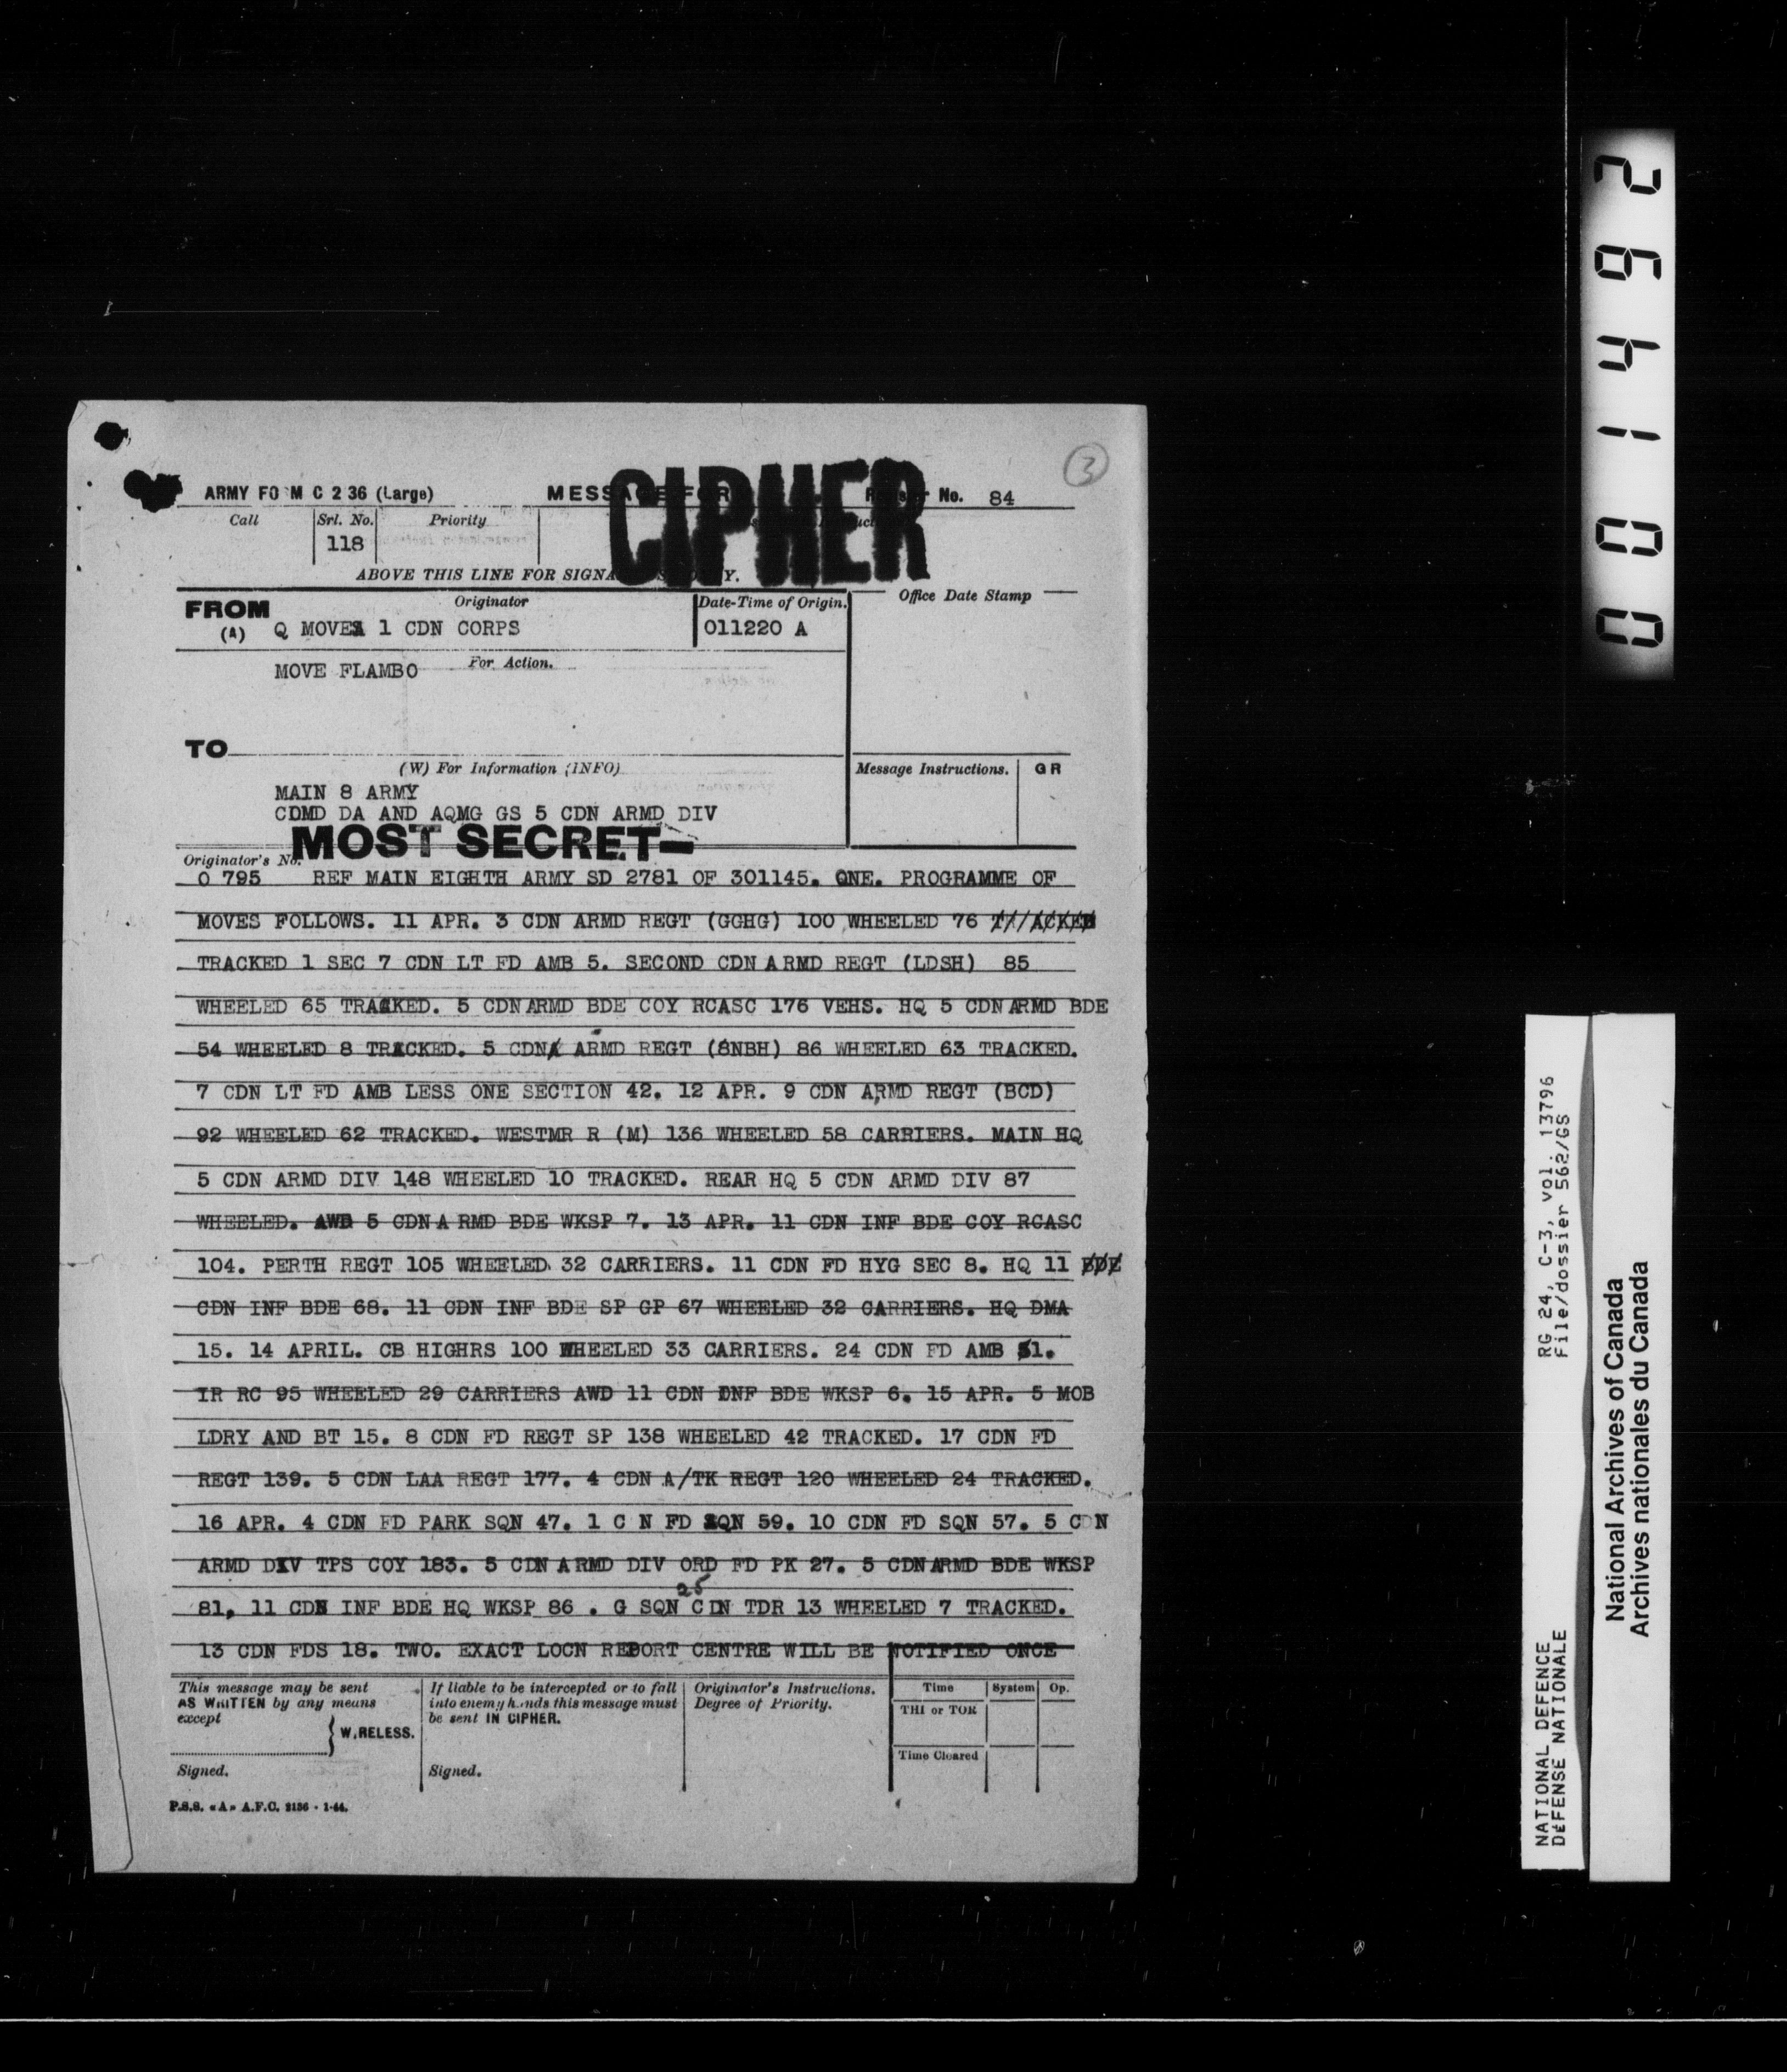 3
CIPHER
ARMY FO M C 2 36 (Large) MESSAGE FOR No. 84
Call Srl. No. Priority
118
ABOVE THIS LINE FOR SIGNA Y.
FROM Originator Date-Time of Origin. Office Date Stamp
(A) Q MOVES 1 CDN CORPS 011220 A
For Action.
MOVE FLAMBO
TO
(W) For Information (INFO) Message Instructions. GR
MAIN 8 ARMY
COMD DA AND AQMG GS 5 CDN ARMD DIV
MOST SECRET
Originator's No.
O 795 REF MAIN EIGHTH ARMY SD 2781 OF 301145. ONE. PROGRAMME OF
MOVES FOLLOWS. 11 APR. 3 CDN ARMD REGT (GGHG) 100 WHEELED 76
TRACKED 1 SEC 7 CDN LT FD AMB 5. SECOND CDN ARMD REGT (LDSH) 85
WHEELED 65 TRACKED. 5 CDN ARMD BDE COY RCASC 176 VEHS. HQ 5 CDN ARMD BDE
54 WHEELED 8 TRACKED. 5 CDN ARMD REGT (8NBH) 86 WHEELED 63 TRACKED.
7 CDN LT FD AMB LESS ONE SECTION 42. 12 APR. 9 CDN ARMD REGT (BCD)
92 WHEELED 62 TRACKED. WESTMR R (M) 136 WHEELED 58 CARRIERS. MAIN HQ
5 CDN ARMD DIV 148 WHEELED 10 TRACKED. REAR HQ 5 CDN ARMD DIV 87
WHEELED. AWD 5 CDN A RMD BDE WKSP 7. 13 APR. 11 CDN INF BDE COY RCASC
104. PERTH REGT 105 WHEELED 32 CARRIERS. 11 CDN FD HYG SEC 8. HQ 11 BDE
CDN INF BDE 68. 11 CDN INF BDE SP GP 67 WHEELED 32 CARRIERS. HQ DMA
15. 14 APRIL. CB HIGHRS 100 WHEELED 33 CARRIERS. 24 CDN FD AMB 51.
IR RC 95 WHEELED 29 CARRIERS AWD 11 CDN INF BDE WKSP 6. 15 APR. 5 MOB
LDRY AND BT 15. 8 CDN FD REGT SP 138 WHEELED 42 TRACKED. 17 CDN FD
REGT 139. 5 CDN LAA REGT 177. 4 CDN A/TK REGT 120 WHEELED 24 TRACKED.
16 APR. 4 CDN FD PARK SQN 47. 1 C N FD SQN 59. 10 CDN FD SQN 57. 5 CDN
ARMD DIV TPS COY 183. 5 CDN ARMD DIV ORD FD PK 27. 5 CDN ARMD BDE WKSP
25
81, 11 CDN INF BDE HQ WKSP 86 . G SQN CDN TDR 13 WHEELED 7 TRACKED.
13 CDN FDS 18. TWO. EXACT LOCN REPORT CENTRE WILL BE NOTIFIED ONCE
This message may be sent AS WRITTEN by any means except WIRELESS.
If liable to be intercepted or to fall into enemy hands this message must be sent IN CIPHER.
Originator's Instructions. Degree of Priority.
Time System Op.
THI or TOR
Time Cleared
Signed. Signed.
P.S.S. «A» A.F.C. 2136 - 1-44.
001492
RG 24, C-3, vol. 13796
File/dossier 562/GS
NATIONAL DEFENCE
DÉFENSE NATIONALE
National Archives of Canada
Archives nationales du Canada